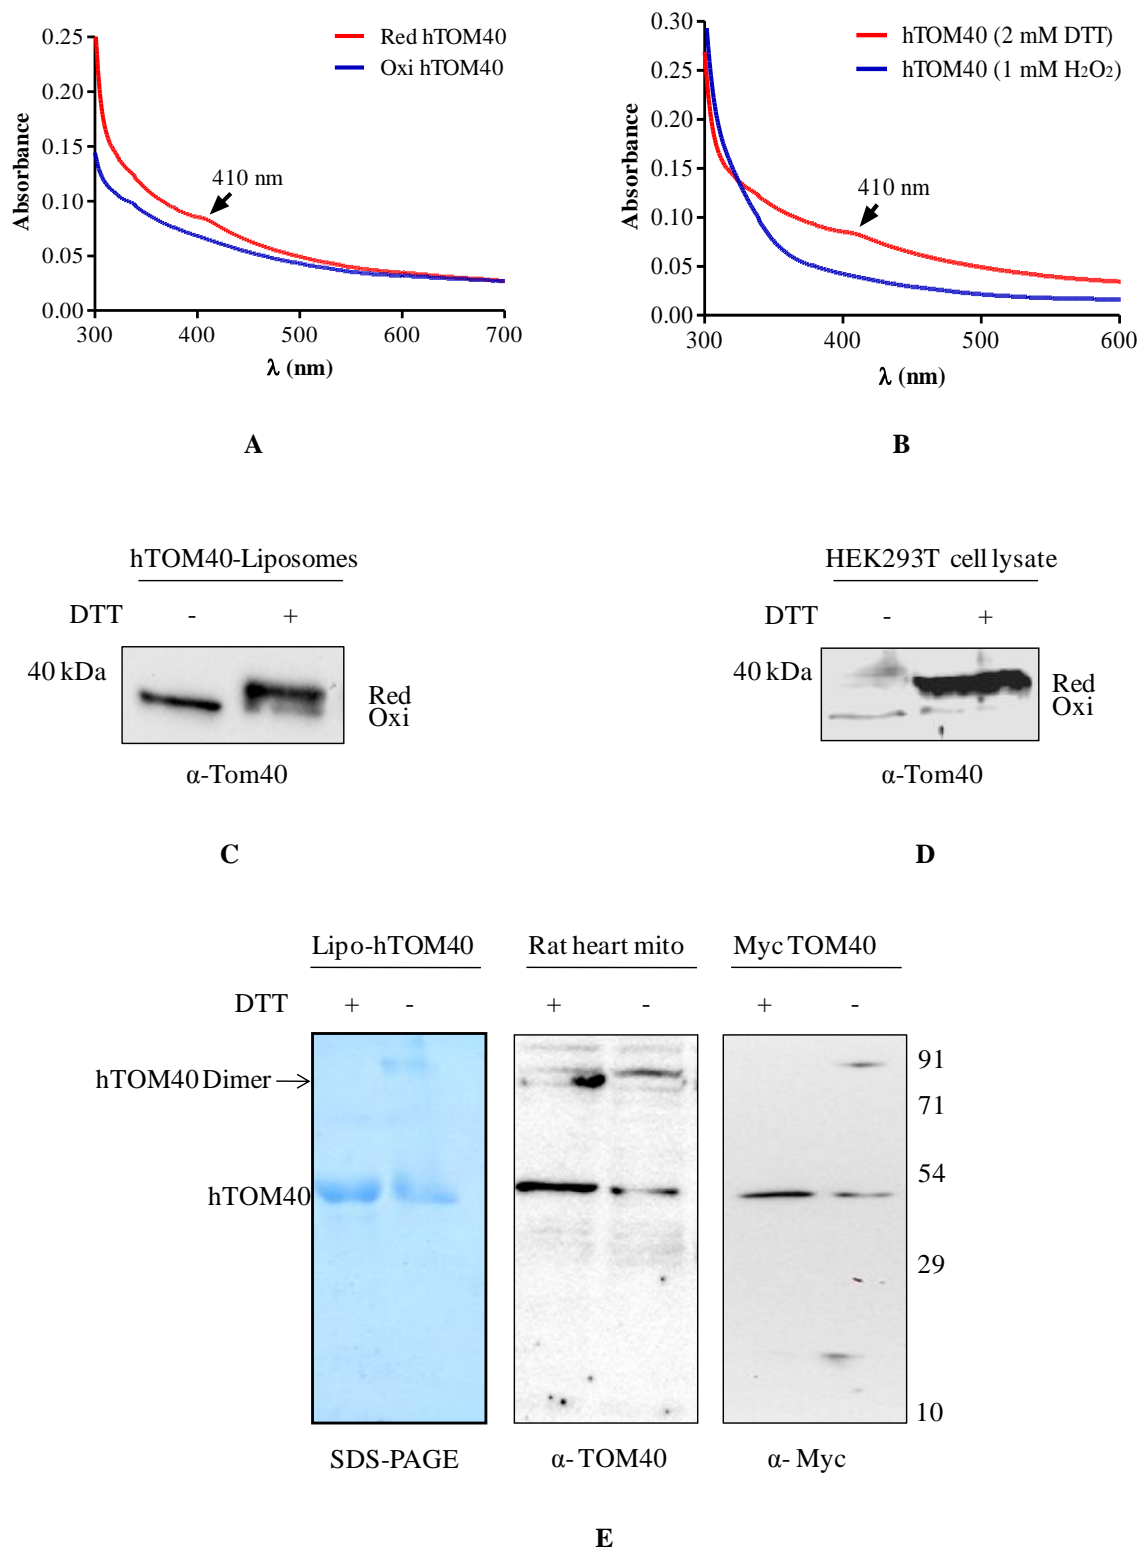 Red hTOM40
Oxi hTOM40
0.25
0.20
0.15
0.10
0.05
0.00
Absorbance
410 nm
300 400 500 600 700
λ (nm)
A
hTOM40 (2 mM DTT)
hTOM40 (1 mM H2O2)
0.30
0.25
0.20
0.15
0.10
0.05
0.00
Absorbance
410 nm
300 400 500 600
λ (nm)
B
hTOM40-Liposomes
DTT - +
40 kDa
Red
Oxi
α-Tom40
C
HEK293T cell lysate
DTT - +
40 kDa
Red
Oxi
α-Tom40
D
Lipo-hTOM40 Rat heart mito Myc TOM40
DTT + - + - + -
hTOM40 Dimer
hTOM40
91
71
54
29
10
SDS-PAGE α- TOM40 α- Myc
E